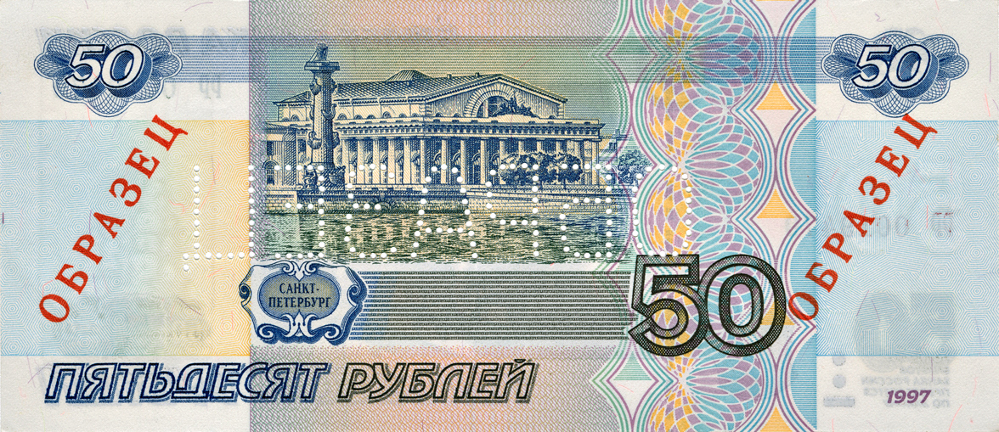 50
50
ОБРАЗЕЦ
ОБРАЗЕЦ
50
САНКТ-
ПЕТЕРБУРГ
ПЯТЬДЕСЯТ РУБЛЕЙ
1997